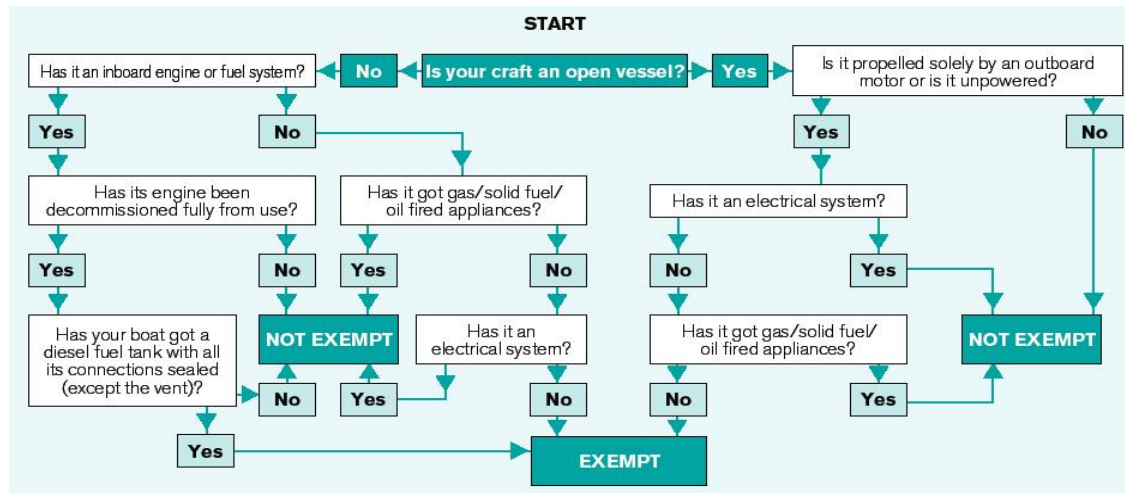 START
Has it an inboard engine or fuel system?
No
Is your craft an open vessel?
Yes
Is it propelled solely by an outboard
motor or is it unpowered?
Yes
No
Yes
No
Has its engine been
decommissioned fully from use?
Has it got gas/solid fuel/
oil fired appliances?
Has it an electrical system?
Yes
No
Yes
No
No
Yes
Has your boat got a
diesel fuel tank with all
its connections sealed
(except the vent)?
NOT EXEMPT
Has it an
electrical system?
Has it got gas/solid fuel/
oil fired appliances?
NOT EXEMPT
No
Yes
No
No
Yes
Yes
EXEMPT